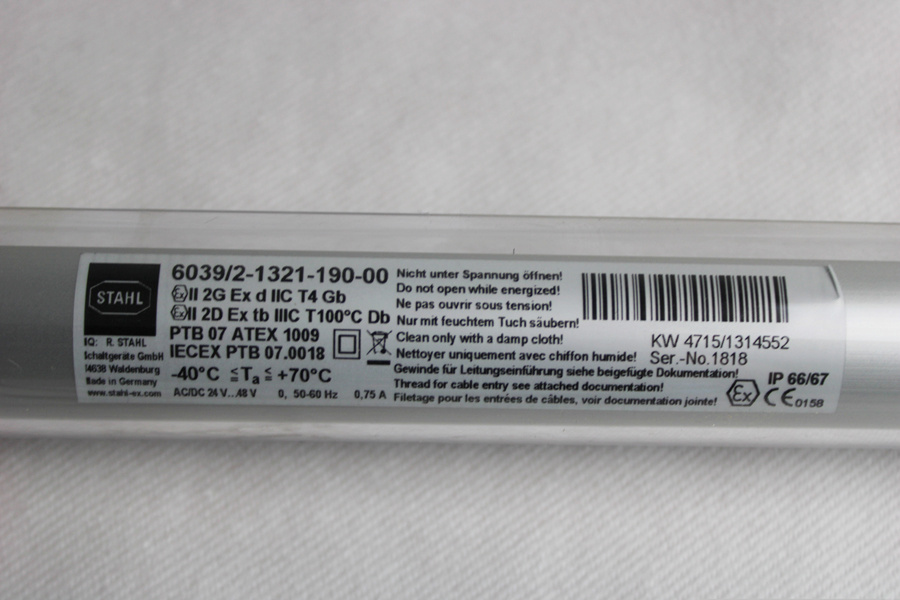 STAHL
IQ: R. STAHL
Schaltgeräte GmbH
14638 Waldenburg
Made in Germany
www.stahl-ex.com
6039/2-1321-190-00
Ex II 2G Ex d IIC T4 Gb
Ex II 2D Ex tb IIIC T100°C Db
PTB 07 ATEX 1009
IECEX PTB 07.0018
-40°C ≤Ta≤ +70°C
AC/DC 24 V...48 V 0, 50-60 Hz 0,75 A
Nicht unter Spannung öffnen!
Do not open while energized!
Ne pas ouvrir sous tension!
Nur mit feuchtem Tuch säubern!
Clean only with a damp cloth!
Nettoyer uniquement avec chiffon humide!
Gewinde für Leitungseinführung siehe beigefügte Dokumentation!
Thread for cable entry see attached documentation!
Filetage pour les entrées de câbles, voir documentation jointe!
KW 4715/1314552
Ser.-No.1818
IP 66/67
Ex CE 0158